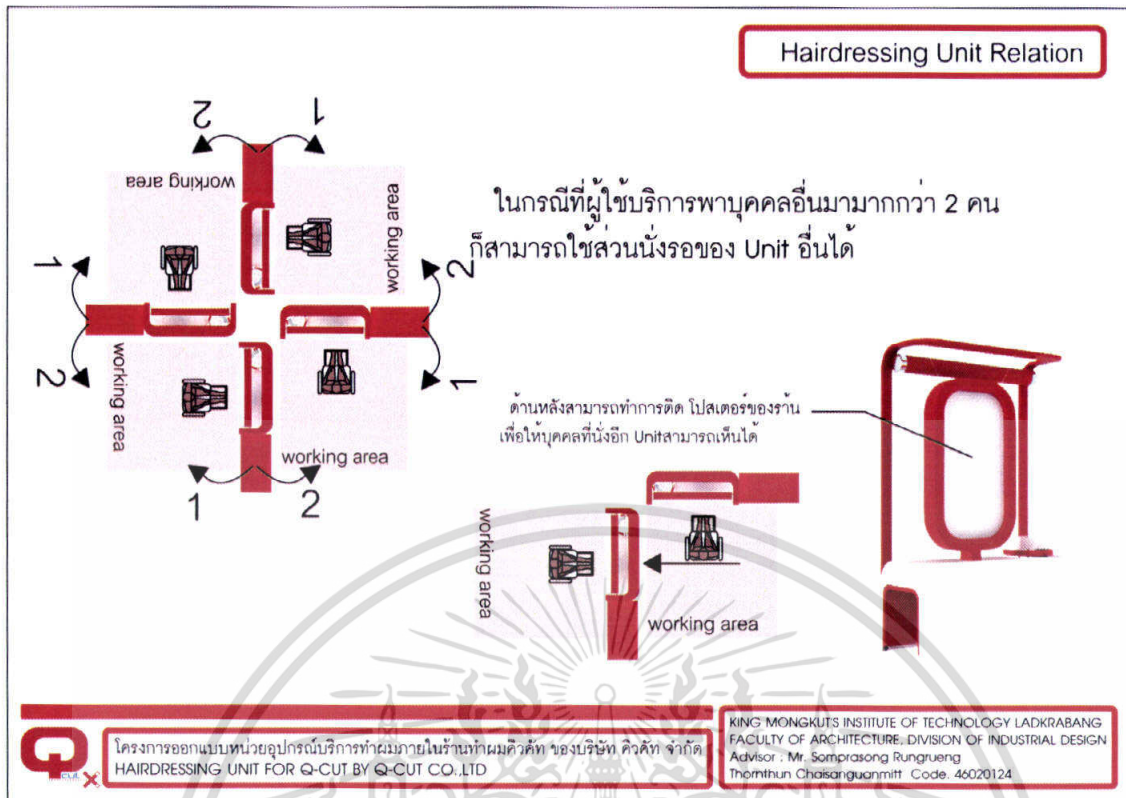 Hairdressing Unit Relation
2 1
working area
working area
1
2
2
1
working area
working area
1 2
ในกรณีที่ผู้ใช้บริการพาบุคคลอื่นมามากกว่า 2 คน
ก็สามารถใช้ส่วนนั่งรอของ Unit อื่นได้
ด้านหลังสามารถทำการติด โปสเตอร์ของร้าน
เพื่อให้บุคคลที่นั่งอีก Unitสามารถเห็นได้
working area
working area
Q
cut
โครงการออกแบบหน่วยอุปกรณ์บริการทำผมภายในร้านทำผมคิวคัท ของบริษัท คิวคัท จำกัด
HAIRDRESSING UNIT FOR Q-CUT BY Q-CUT CO.,LTD
KING MONGKUT'S INSTITUTE OF TECHNOLOGY LADKRABANG
FACULTY OF ARCHITECTURE, DIVISION OF INDUSTRIAL DESIGN
Advisor : Mr. Somprasong Rungrueng
Thornthun Chaisanguanmitt Code. 46020124